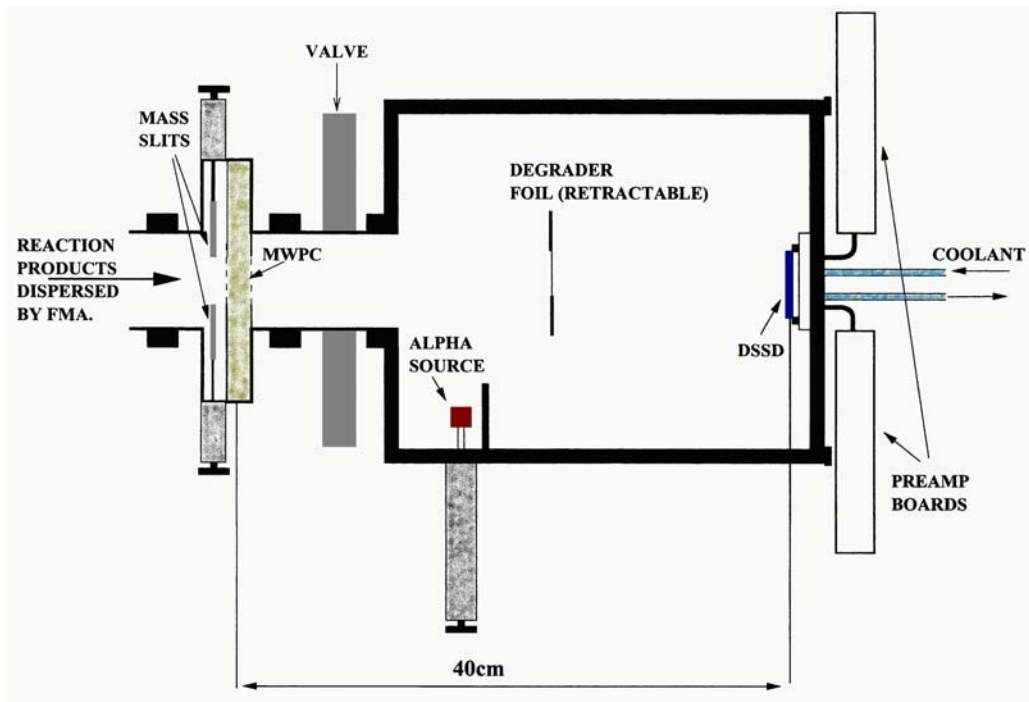 VALVE
MASS
SLITS
DEGRADER
FOIL (RETRACTABLE)
REACTION
PRODUCTS
DISPERSED
BY FMA.
MWPC
COOLANT
ALPHA
SOURCE
DSSD
PREAMP
BOARDS
40cm